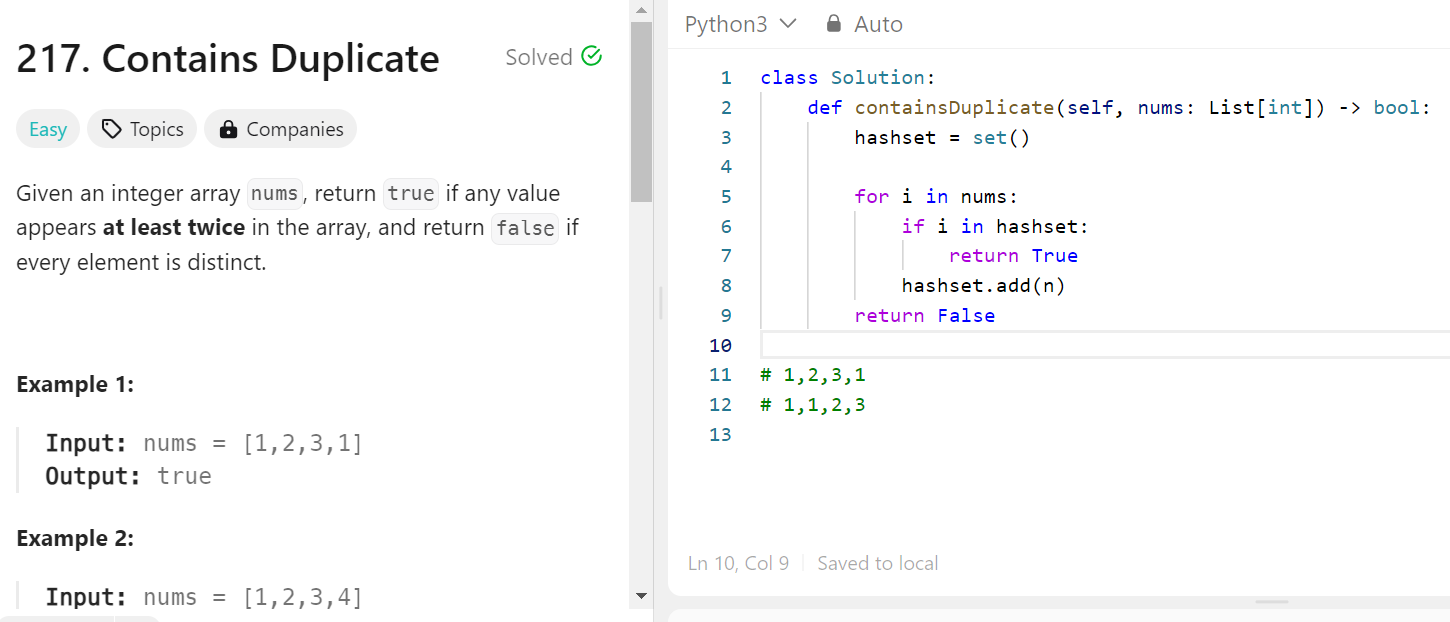 217. Contains Duplicate
Solved
Easy
Topics
Companies
Given an integer array nums, return true if any value
appears at least twice in the array, and return false if
every element is distinct.
Example 1:
Input: nums = [1,2,3,1]
Output: true
Example 2:
Input: nums = [1,2,3,4]
Python3
Auto
1 class Solution:
2     def containsDuplicate(self, nums: List[int]) -> bool:
3         hashset = set()
4
5         for i in nums:
6             if i in hashset:
7                 return True
8             hashset.add(n)
9         return False
10
11 # 1,2,3,1
12 # 1,1,2,3
13
Ln 10, Col 9
Saved to local